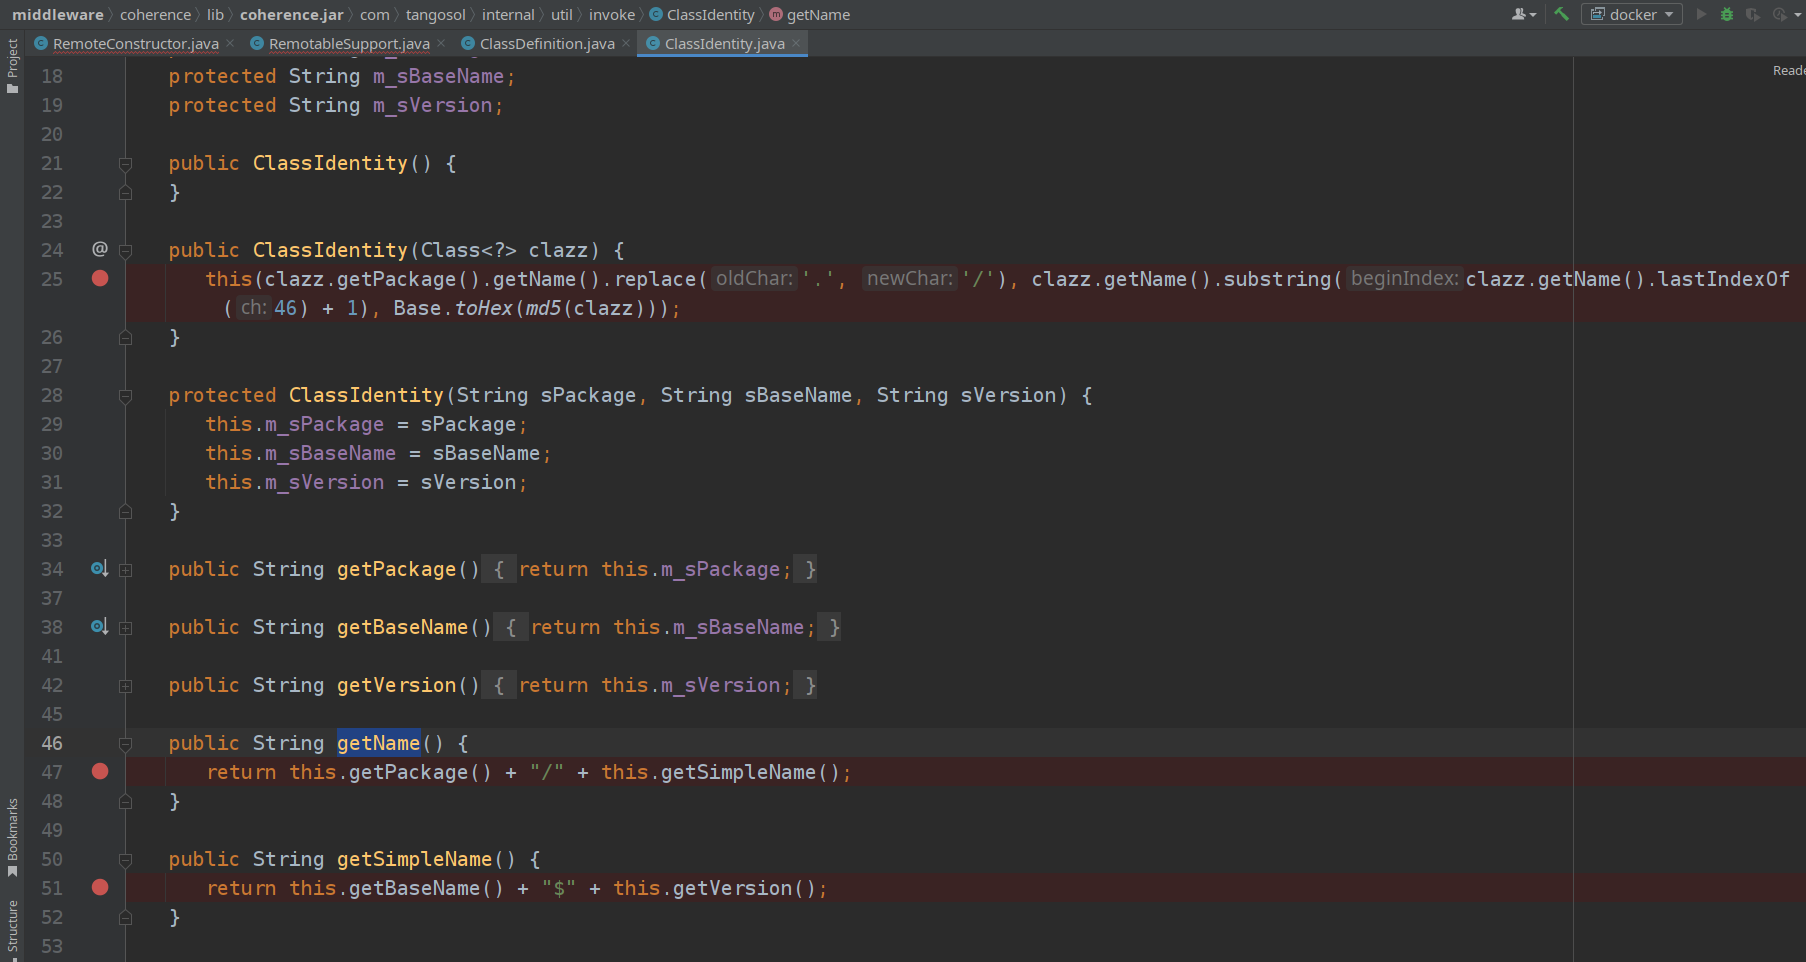 middleware coherence lib coherence.jar com tangosol internal util invoke ClassIdentity getName docker
RemoteConstructor.java RemotableSupport.java ClassDefinition.java ClassIdentity.java
Project
Reade
18 protected String m_sBaseName;
19 protected String m_sVersion;
20
21 public ClassIdentity() {
22 }
23
24 @ public ClassIdentity(Class<?> clazz) {
25 this(clazz.getPackage().getName().replace( oldChar: '.', newChar: '/'), clazz.getName().substring( beginIndex: clazz.getName().lastIndexOf
( ch: 46) + 1), Base.toHex(md5(clazz)));
26 }
27
28 protected ClassIdentity(String sPackage, String sBaseName, String sVersion) {
29 this.m_sPackage = sPackage;
30 this.m_sBaseName = sBaseName;
31 this.m_sVersion = sVersion;
32 }
33
34 public String getPackage() { return this.m_sPackage; }
37
38 public String getBaseName() { return this.m_sBaseName; }
41
42 public String getVersion() { return this.m_sVersion; }
45
46 public String getName() {
47 return this.getPackage() + "/" + this.getSimpleName();
48 }
49
50 public String getSimpleName() {
51 return this.getBaseName() + "$" + this.getVersion();
52 }
53
Bookmarks
Structure